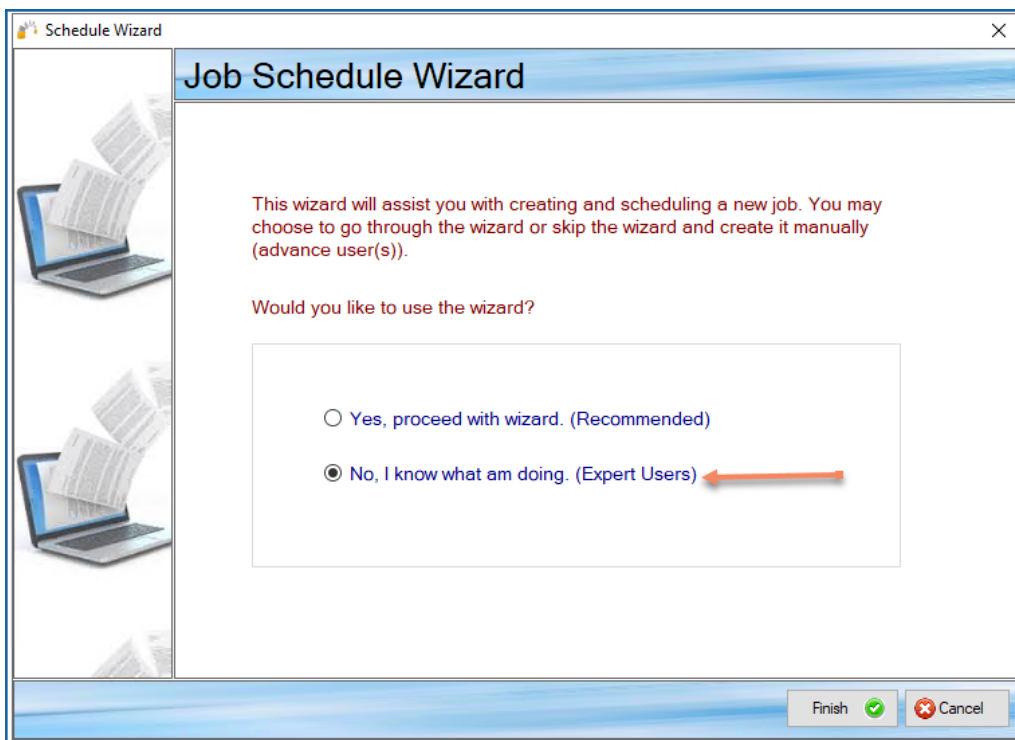 Schedule Wizard
Job Schedule Wizard
This wizard will assist you with creating and scheduling a new job. You may
choose to go through the wizard or skip the wizard and create it manually
(advance user(s)).
Would you like to use the wizard?
Yes, proceed with wizard. (Recommended)
No, I know what am doing. (Expert Users)
Finish
Cancel